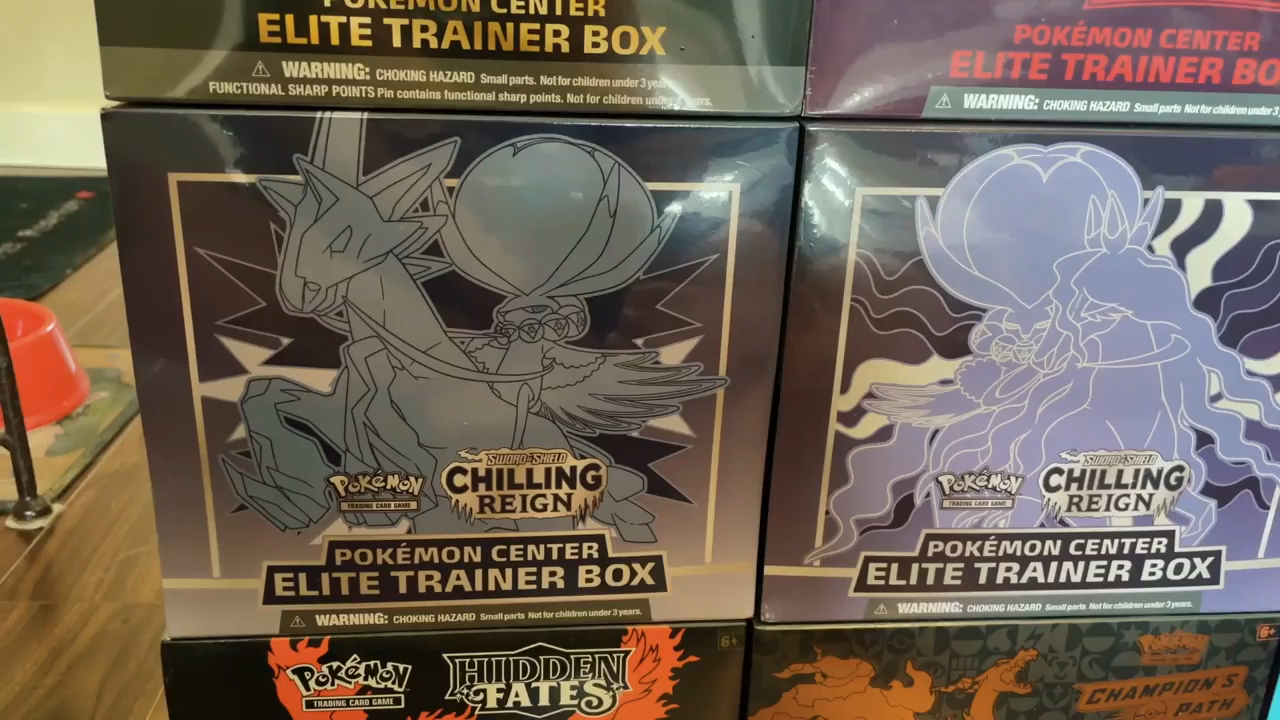 POKÉMON CENTER
ELITE TRAINER BOX
WARNING: CHOKING HAZARD Small parts. Not for children under 3 years.
FUNCTIONAL SHARP POINTS Pin contains functional sharp points. Not for children under 3 years.
POKÉMON CENTER
ELITE TRAINER BO
WARNING: CHOKING HAZARD Small parts Not for children under 3
SWORD & SHIELD
CHILLING
REIGN
POKÉMON
TRADING CARD GAME
POKÉMON CENTER
ELITE TRAINER BOX
WARNING: CHOKING HAZARD Small parts Not for children under 3 years.
SWORD & SHIELD
CHILLING
REIGN
POKÉMON
TRADING CARD GAME
POKÉMON CENTER
ELITE TRAINER BOX
WARNING: CHOKING HAZARD Small parts Not for children under 3 years.
6+
POKÉMON
TRADING CARD GAME
HIDDEN
FATES
6+
POKÉMON
CHAMPION'S
PATH